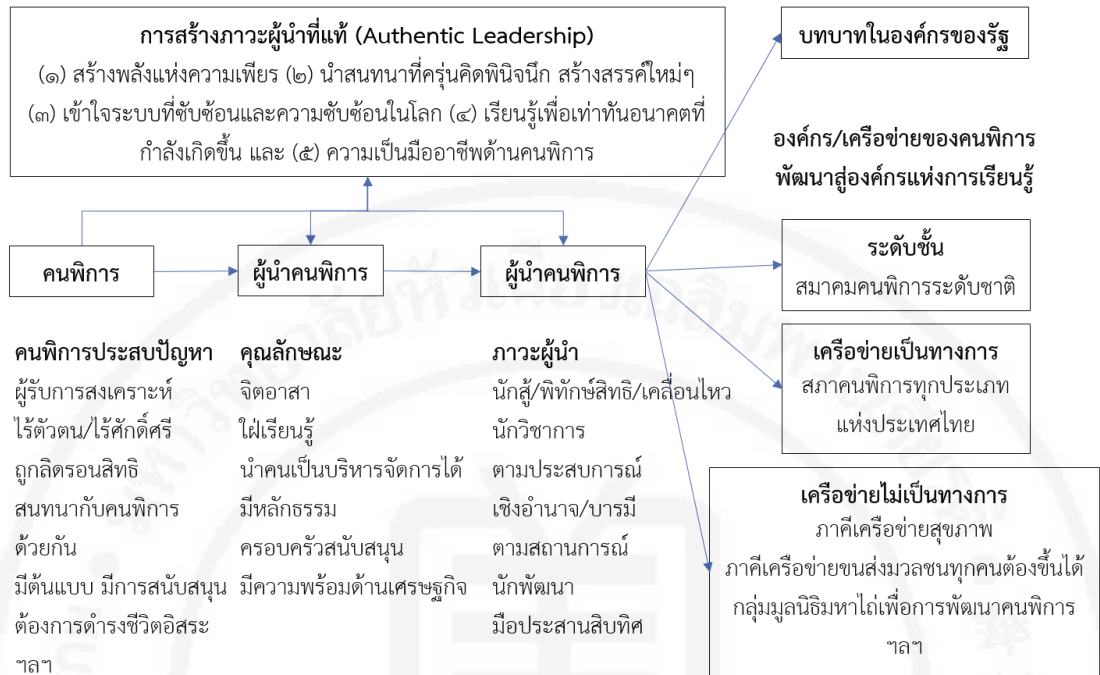 การสร้างภาวะผู้นำที่แท้ (Authentic Leadership)
(๑) สร้างพลังแห่งความเพียร (๒) นำสนทนาที่ครุ่นคิดพินิจนึก สร้างสรรค์ใหม่ๆ
(๓) เข้าใจระบบที่ซับซ้อนและความซับซ้อนในโลก (๔) เรียนรู้เพื่อเท่าทันอนาคตที่
กำลังเกิดขึ้น และ (๕) ความเป็นมืออาชีพด้านคนพิการ
คนพิการ
ผู้นำคนพิการ
ผู้นำคนพิการ
คนพิการประสบปัญหา
ผู้รับการสงเคราะห์
ไร้ตัวตน/ไร้ศักดิ์ศรี
ถูกลิดรอนสิทธิ
สนทนากับคนพิการ
ด้วยกัน
มีต้นแบบ มีการสนับสนุน
ต้องการดำรงชีวิตอิสระ
ฯลฯ
คุณลักษณะ
จิตอาสา
ใฝ่เรียนรู้
นำคนเป็นบริหารจัดการได้
มีหลักธรรม
ครอบครัวสนับสนุน
มีความพร้อมด้านเศรษฐกิจ
ภาวะผู้นำ
นักสู้/พิทักษ์สิทธิ/เคลื่อนไหว
นักวิชาการ
ตามประสบการณ์
เชิงอำนาจ/บารมี
ตามสถานการณ์
นักพัฒนา
มือประสานสิบทิศ
บทบาทในองค์กรของรัฐ
องค์กร/เครือข่ายของคนพิการ
พัฒนาสู่องค์กรแห่งการเรียนรู้
ระดับชั้น
สมาคมคนพิการระดับชาติ
เครือข่ายเป็นทางการ
สภาคนพิการทุกประเภท
แห่งประเทศไทย
เครือข่ายไม่เป็นทางการ
ภาคีเครือข่ายสุขภาพ
ภาคีเครือข่ายขนส่งมวลชนทุกคนต้องขึ้นได้
กลุ่มมูลนิธิมหาไถ่เพื่อการพัฒนาคนพิการ
ฯลฯ